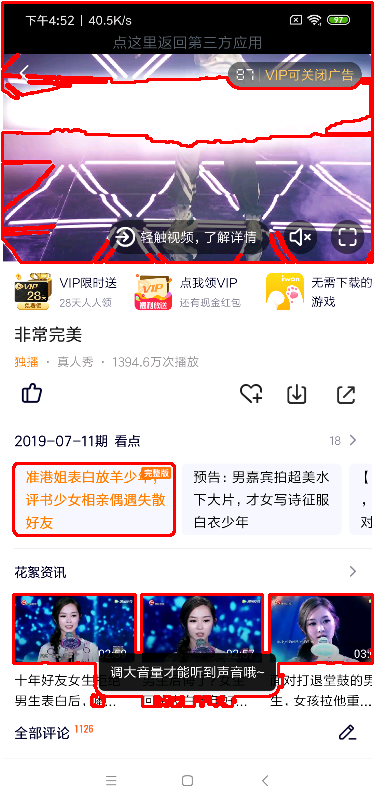 下午4:52 | 40.5K/s
97
点这里返回第三方应用
87 | VIP可关闭广告
轻触视频，了解详情
VIP限时送
28天人人领
点我领VIP
还有现金红包
无需下载的
游戏
非常完美
独播 · 真人秀 · 1394.6万次播放
2019-07-11期 看点
18
完整版
准港姐表白放羊少年，
评书少女相亲偶遇失散
好友
预告：男嘉宾拍超美水
下大片，才女写诗征服
白衣少年
花絮资讯
调大音量才能听到声音哦~
十年好友女生拒绝
男生表白后，
对打退堂鼓的男
生，女孩拉他重...
全部评论 1126